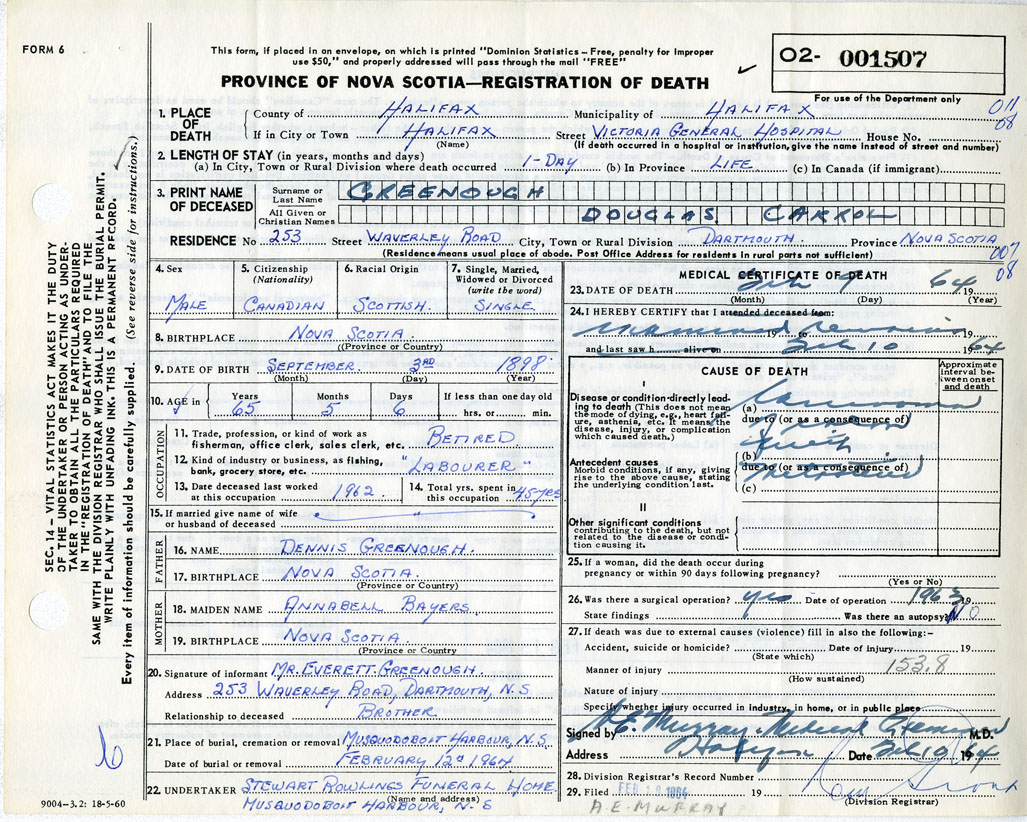 FORM 6
This form, if placed in an envelope, on which is printed "Dominion Statistics – Free, penalty for improper
use $50," and properly addressed will pass through the mail "FREE"
PROVINCE OF NOVA SCOTIA—REGISTRATION OF DEATH
02- 001507
For use of the Department only
011
08
1. PLACE OF DEATH
County of HALIFAX Municipality of HALIFAX
If in City or Town HALIFAX Street VICTORIA GENERAL HOSPITAL House No.
(Name) (If death occurred in a hospital or institution, give the name instead of street and number)
2. LENGTH OF STAY (in years, months and days)
(a) In City, Town or Rural Division where death occurred 1-DAY (b) In Province LIFE (c) In Canada (if immigrant)
3. PRINT NAME OF DECEASED
Surname or Last Name GREENOUGH
All Given or Christian Names DOUGLAS CARROL
RESIDENCE No 253 Street WAVERLEY ROAD City, Town or Rural Division DARTMOUTH Province NOVA SCOTIA
(Residence means usual place of abode. Post Office Address for residents in rural parts not sufficient)
007
08
4. Sex
MALE
5. Citizenship (Nationality)
CANADIAN
6. Racial Origin
SCOTTISH
7. Single, Married, Widowed or Divorced (write the word)
SINGLE
8. BIRTHPLACE NOVA SCOTIA
(Province or Country)
9. DATE OF BIRTH SEPTEMBER 3RD 1898
(Month) (Day) (Year)
10. AGE in Years Months Days If less than one day old
65 5 6 hrs. or min.
OCCUPATION
11. Trade, profession, or kind of work as
fisherman, office clerk, sales clerk, etc. RETIRED
12. Kind of industry or business, as fishing,
bank, grocery store, etc. "LABOURER"
13. Date deceased last worked
at this occupation 1962
14. Total yrs. spent in
this occupation 45 yrs
15. If married give name of wife
or husband of deceased
FATHER
16. NAME DENNIS GREENOUGH.
17. BIRTHPLACE NOVA SCOTIA.
(Province or Country)
MOTHER
18. MAIDEN NAME ANNABELL BAYERS
19. BIRTHPLACE NOVA SCOTIA
(Province or Country
20. Signature of informant MR. EVERETT GREENOUGH.
Address 253 WAVERLEY ROAD, DARTMOUTH, N.S
Relationship to deceased BROTHER
21. Place of burial, cremation or removal MUSQUODOBOIT HARBOUR, N.S.
Date of burial or removal FEBRUARY 12th 1964
22. UNDERTAKER STEWART ROWLINGS FUNERAL HOME
(Name and address)
MUSQUODOBOIT HARBOUR, N.S
9004–3.2: 18-5-60
MEDICAL CERTIFICATE OF DEATH
23. DATE OF DEATH Feb 9 64 19
(Month) (Day) (Year)
24. I HEREBY CERTIFY that I attended deceased from:
19 to
and last saw h alive on Feb 10 19 64
CAUSE OF DEATH
Approximate interval between onset and death
I
Disease or condition directly leading to death (This does not mean the mode of dying, e.g., heart failure, asthenia, etc. It means the disease, injury, or complication which caused death.)
(a) Carcinoma
due to (or as a consequence of)
Antecedent causes
Morbid conditions, if any, giving rise to the above cause, stating the underlying condition last.
(b)
due to (or as a consequence of)
(c)
II
Other significant conditions
contributing to the death, but not related to the disease or condition causing it.
25. If a woman, did the death occur during
pregnancy or within 90 days following pregnancy?
(Yes or No)
26. Was there a surgical operation? yes Date of operation 1963 19
State findings Was there an autopsy? NO
27. If death was due to external causes (violence) fill in also the following:–
Accident, suicide or homicide? Date of injury 19
(State which)
153.8
Manner of injury
(How sustained)
Nature of injury
Specify whether injury occurred in industry, in home, or in public place
Signed by A.E. Murray Medical Examiner M.D.
Address Halifax Date Feb 10 19 64
28. Division Registrar's Record Number
29. Filed FEB 10 1964 19
(Division Registrar)
A.E. MURRAY
SEC. 14 – VITAL STATISTICS ACT MAKES IT THE DUTY
OF THE UNDERTAKER OR PERSON ACTING AS UNDER-
TAKER TO OBTAIN ALL THE PARTICULARS REQUIRED
IN THE "REGISTRATION OF DEATH" AND TO FILE THE
SAME WITH THE DIVISION REGISTRAR WHO SHALL ISSUE THE BURIAL PERMIT.
WRITE PLAINLY WITH UNFADING INK. THIS IS A PERMANENT RECORD.
Every item of information should be carefully supplied. (See reverse side for instructions.)